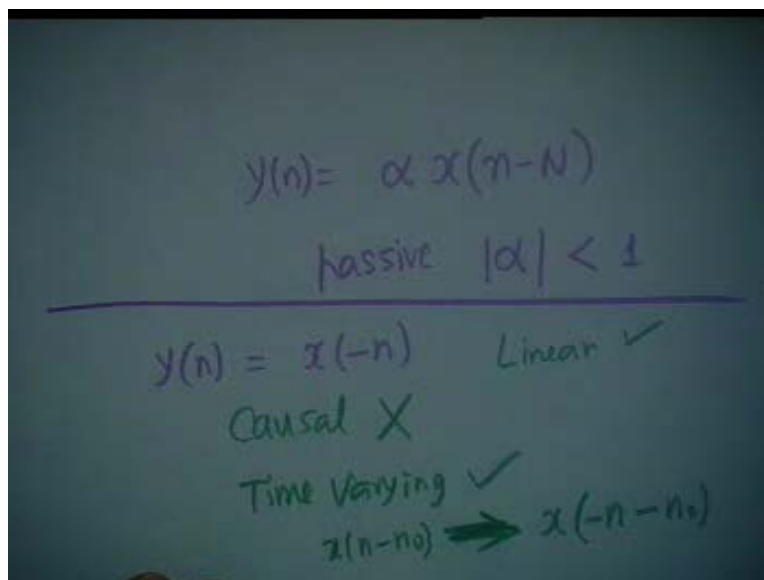 y(n) = α x(n-N)
passive |α| < 1
y(n) = x(-n) Linear ✓
Causal X
Time Varying ✓
x(n-n0) → x(-n-n0)